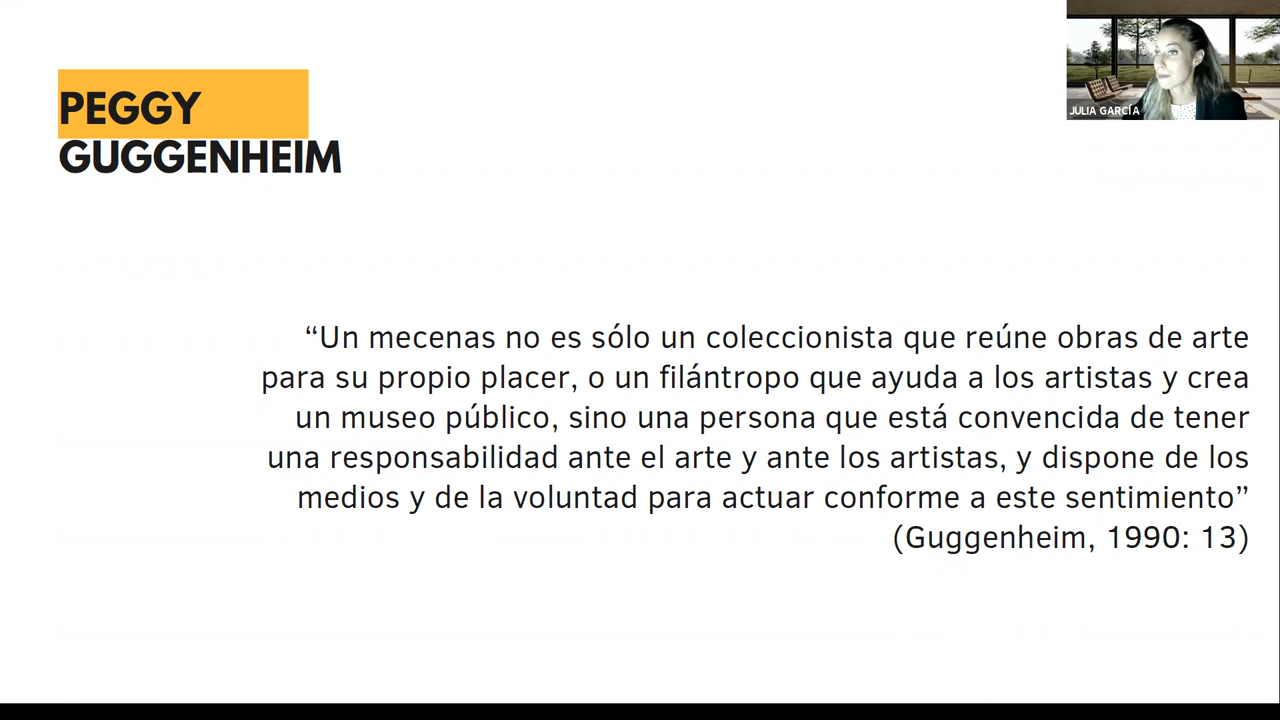 PEGGY
GUGGENHEIM
JULIA GARCÍA
“Un mecenas no es sólo un coleccionista que reúne obras de arte
para su propio placer, o un filántropo que ayuda a los artistas y crea
un museo público, sino una persona que está convencida de tener
una responsabilidad ante el arte y ante los artistas, y dispone de los
medios y de la voluntad para actuar conforme a este sentimiento”
(Guggenheim, 1990: 13)